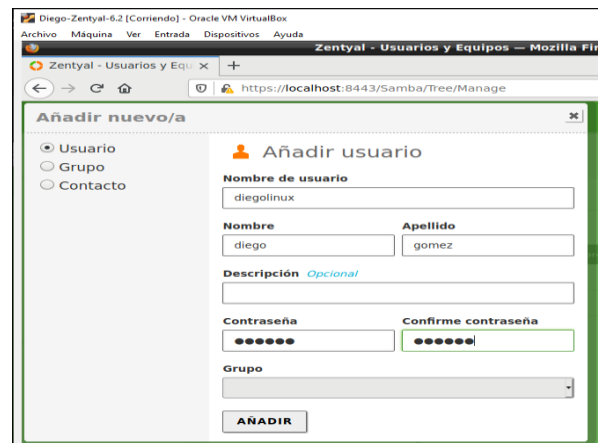 Diego-Zentyal-6.2 [Corriendo] - Oracle VM VirtualBox
Archivo Máquina Ver Entrada Dispositivos Ayuda
Zentyal - Usuarios y Equipos — Mozilla Fir
Zentyal - Usuarios y Equ
https://localhost:8443/Samba/Tree/Manage
Añadir nuevo/a
Usuario
Grupo
Contacto
Añadir usuario
Nombre de usuario
diegolinux
Nombre Apellido
diego gomez
Descripción Opcional
Contraseña Confirme contraseña
●●●●●● ●●●●●●
Grupo
AÑADIR